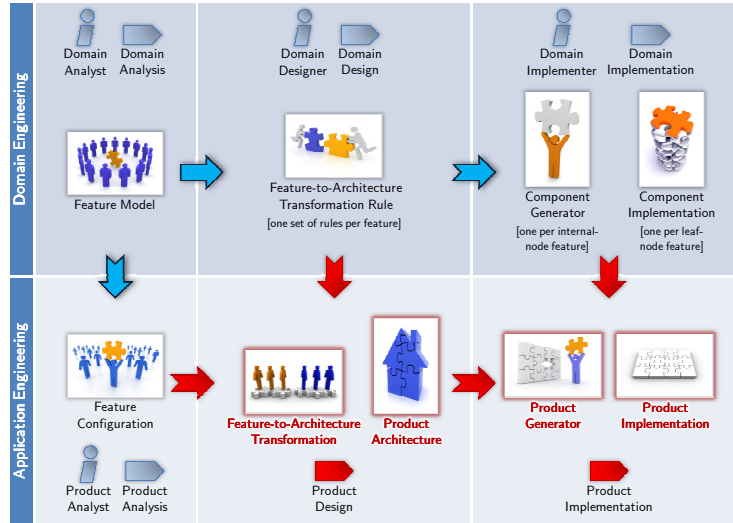 Domain Engineering
Domain
Analyst
Domain
Analysis
Domain
Designer
Domain
Design
Domain
Implementer
Domain
Implementation
Feature Model
Feature-to-Architecture
Transformation Rule
[one set of rules per feature]
Component
Generator
[one per internal-
node feature]
Component
Implementation
[one per leaf-
node feature]
Application Engineering
Feature
Configuration
Feature-to-Architecture
Transformation
Product
Architecture
Product
Generator
Product
Implementation
Product
Analyst
Product
Analysis
Product
Design
Product
Implementation